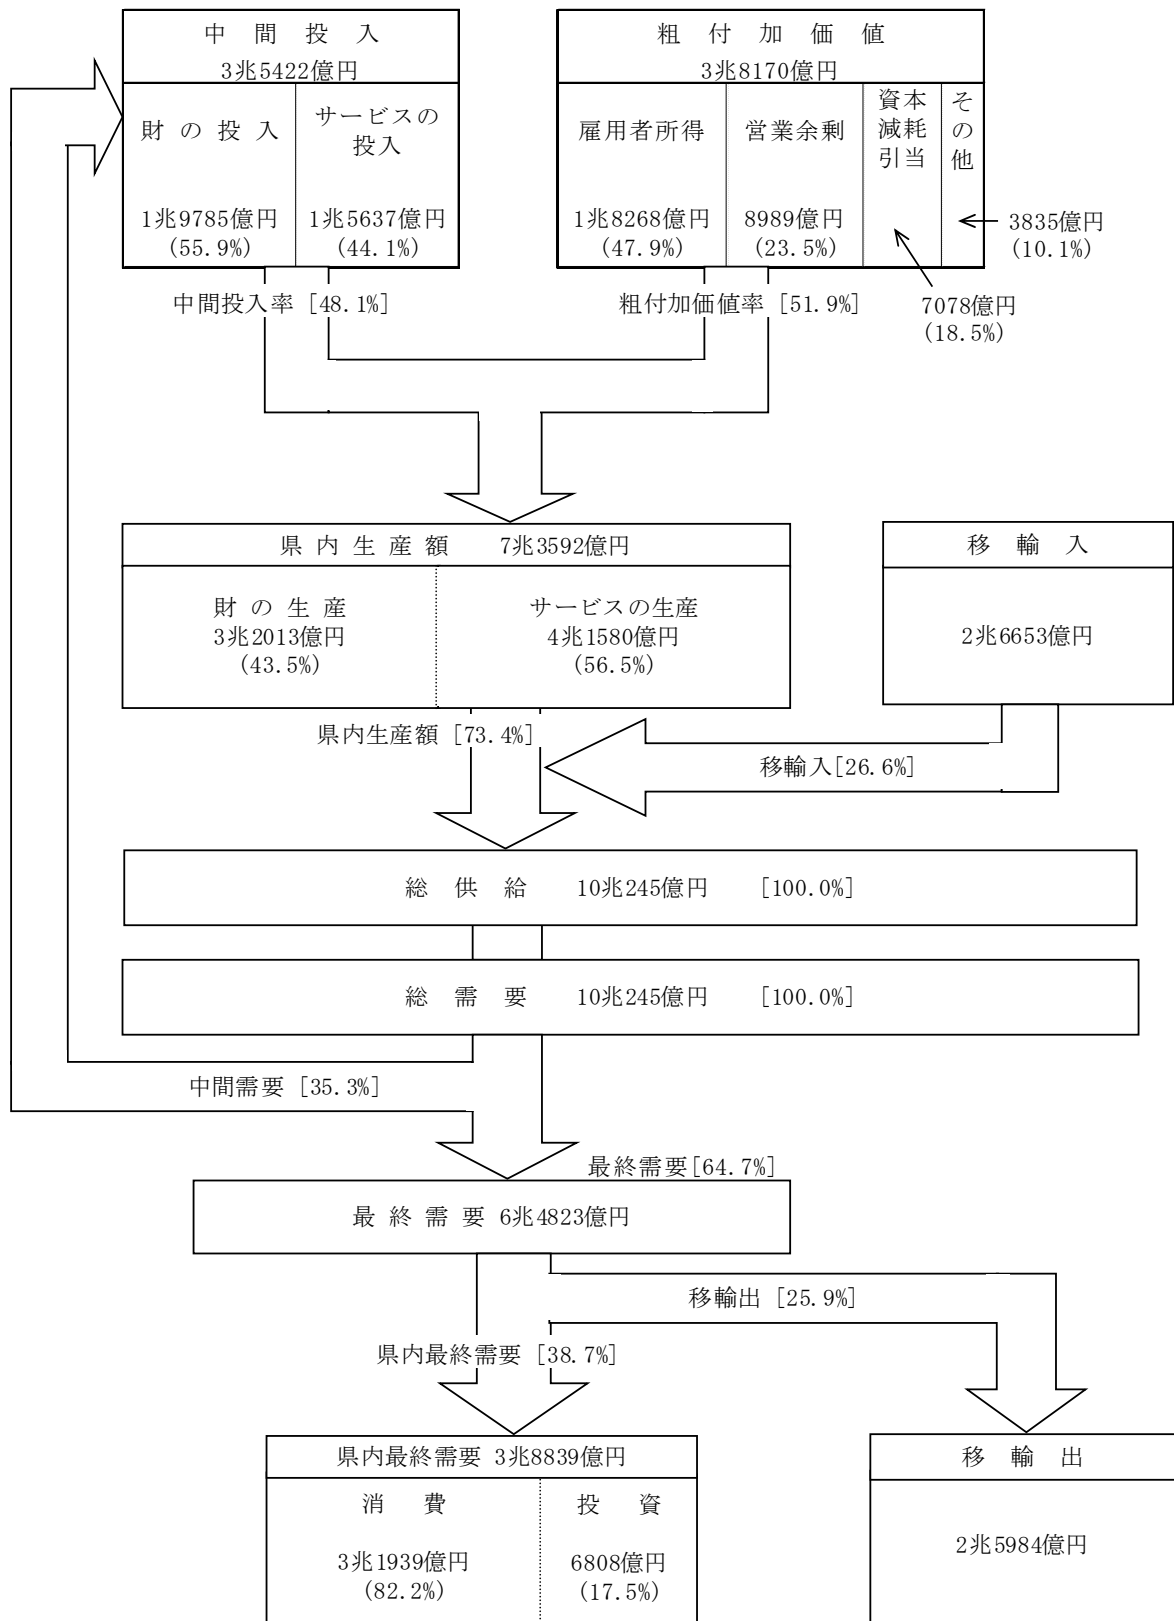 中 間 投 入
3兆5422億円
財 の 投 入
サービスの
投入
1兆9785億円
(55.9%)
1兆5637億円
(44.1%)
粗 付 加 価 値
3兆8170億円
雇用者所得
1兆8268億円
(47.9%)
営業余剰
8989億円
(23.5%)
資本
減耗
引当
その他
3835億円
(10.1%)
7078億円
(18.5%)
中間投入率 [48.1%]
粗付加価値率 [51.9%]
県 内 生 産 額 7兆3592億円
財 の 生 産
3兆2013億円
(43.5%)
サービスの生産
4兆1580億円
(56.5%)
移 輸 入
2兆6653億円
県内生産額 [73.4%]
移輸入[26.6%]
総 供 給 10兆245億円 [100.0%]
総 需 要 10兆245億円 [100.0%]
中間需要 [35.3%]
最終需要[64.7%]
最 終 需 要 6兆4823億円
移輸出 [25.9%]
県内最終需要 [38.7%]
県内最終需要 3兆8839億円
消 費
3兆1939億円
(82.2%)
投 資
6808億円
(17.5%)
移 輸 出
2兆5984億円